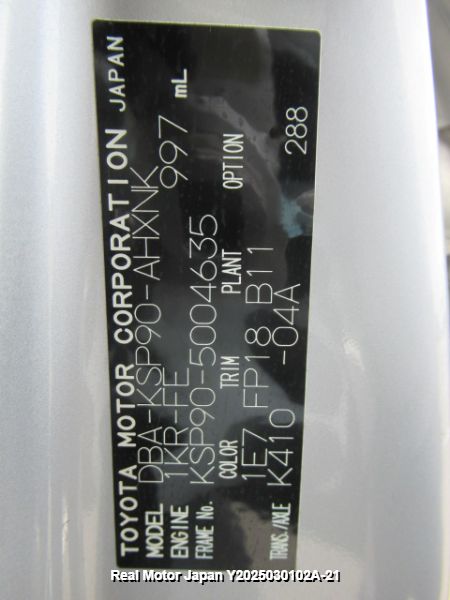 TOYOTA MOTOR CORPORATION JAPAN
MODEL DBA-KSP90-AHXNK
ENGINE 1KR-FE 997 mL
FRAME No. KSP90-5004635
COLOR TRIM PLANT OPTION
1E7 FP18 B11
TRANS./AXLE K410 -04A 288
Real Motor Japan Y2025030102A-21